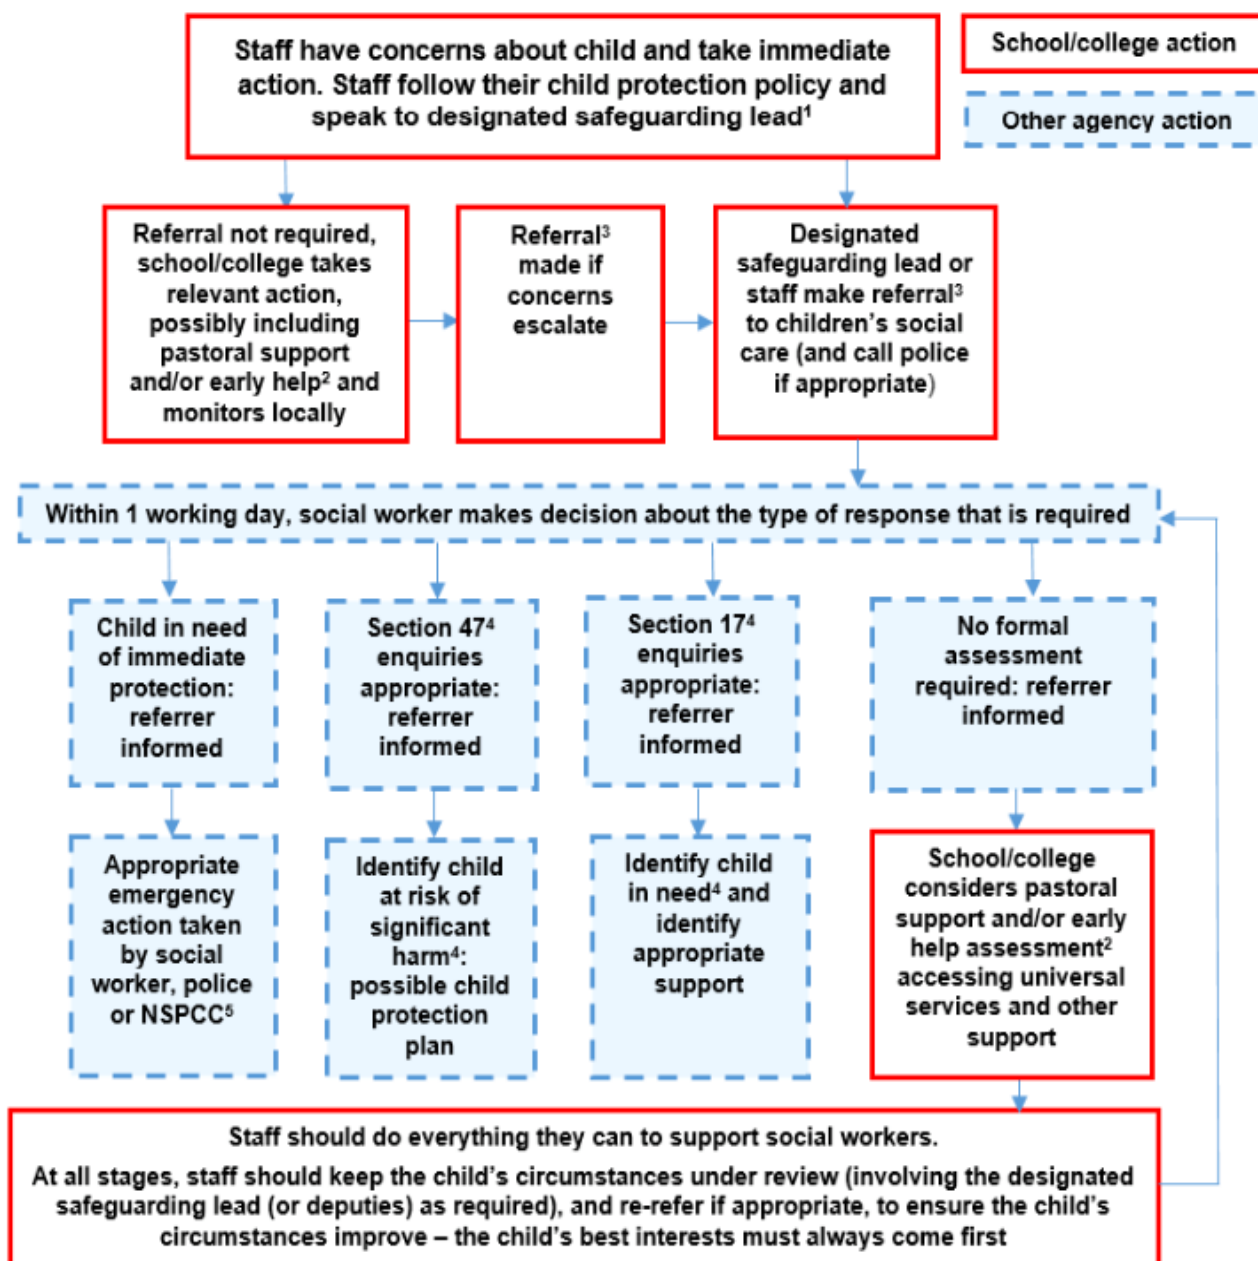 Staff have concerns about child and take immediate
action. Staff follow their child protection policy and
speak to designated safeguarding lead¹
School/college action
Other agency action
Referral not required,
school/college takes
relevant action,
possibly including
pastoral support
and/or early help² and
monitors locally
Referral³
made if
concerns
escalate
Designated
safeguarding lead or
staff make referral³
to children's social
care (and call police
if appropriate)
Within 1 working day, social worker makes decision about the type of response that is required
Child in need
of immediate
protection:
referrer
informed
Section 47⁴
enquiries
appropriate:
referrer
informed
Section 17⁴
enquiries
appropriate:
referrer
informed
No formal
assessment
required: referrer
informed
Appropriate
emergency
action taken
by social
worker, police
or NSPCC⁵
Identify child
at risk of
significant
harm⁴:
possible child
protection
plan
Identify child
in need⁴ and
identify
appropriate
support
School/college
considers pastoral
support and/or early
help assessment²
accessing universal
services and other
support
Staff should do everything they can to support social workers.
At all stages, staff should keep the child's circumstances under review (involving the designated
safeguarding lead (or deputies) as required), and re-refer if appropriate, to ensure the child's
circumstances improve – the child's best interests must always come first